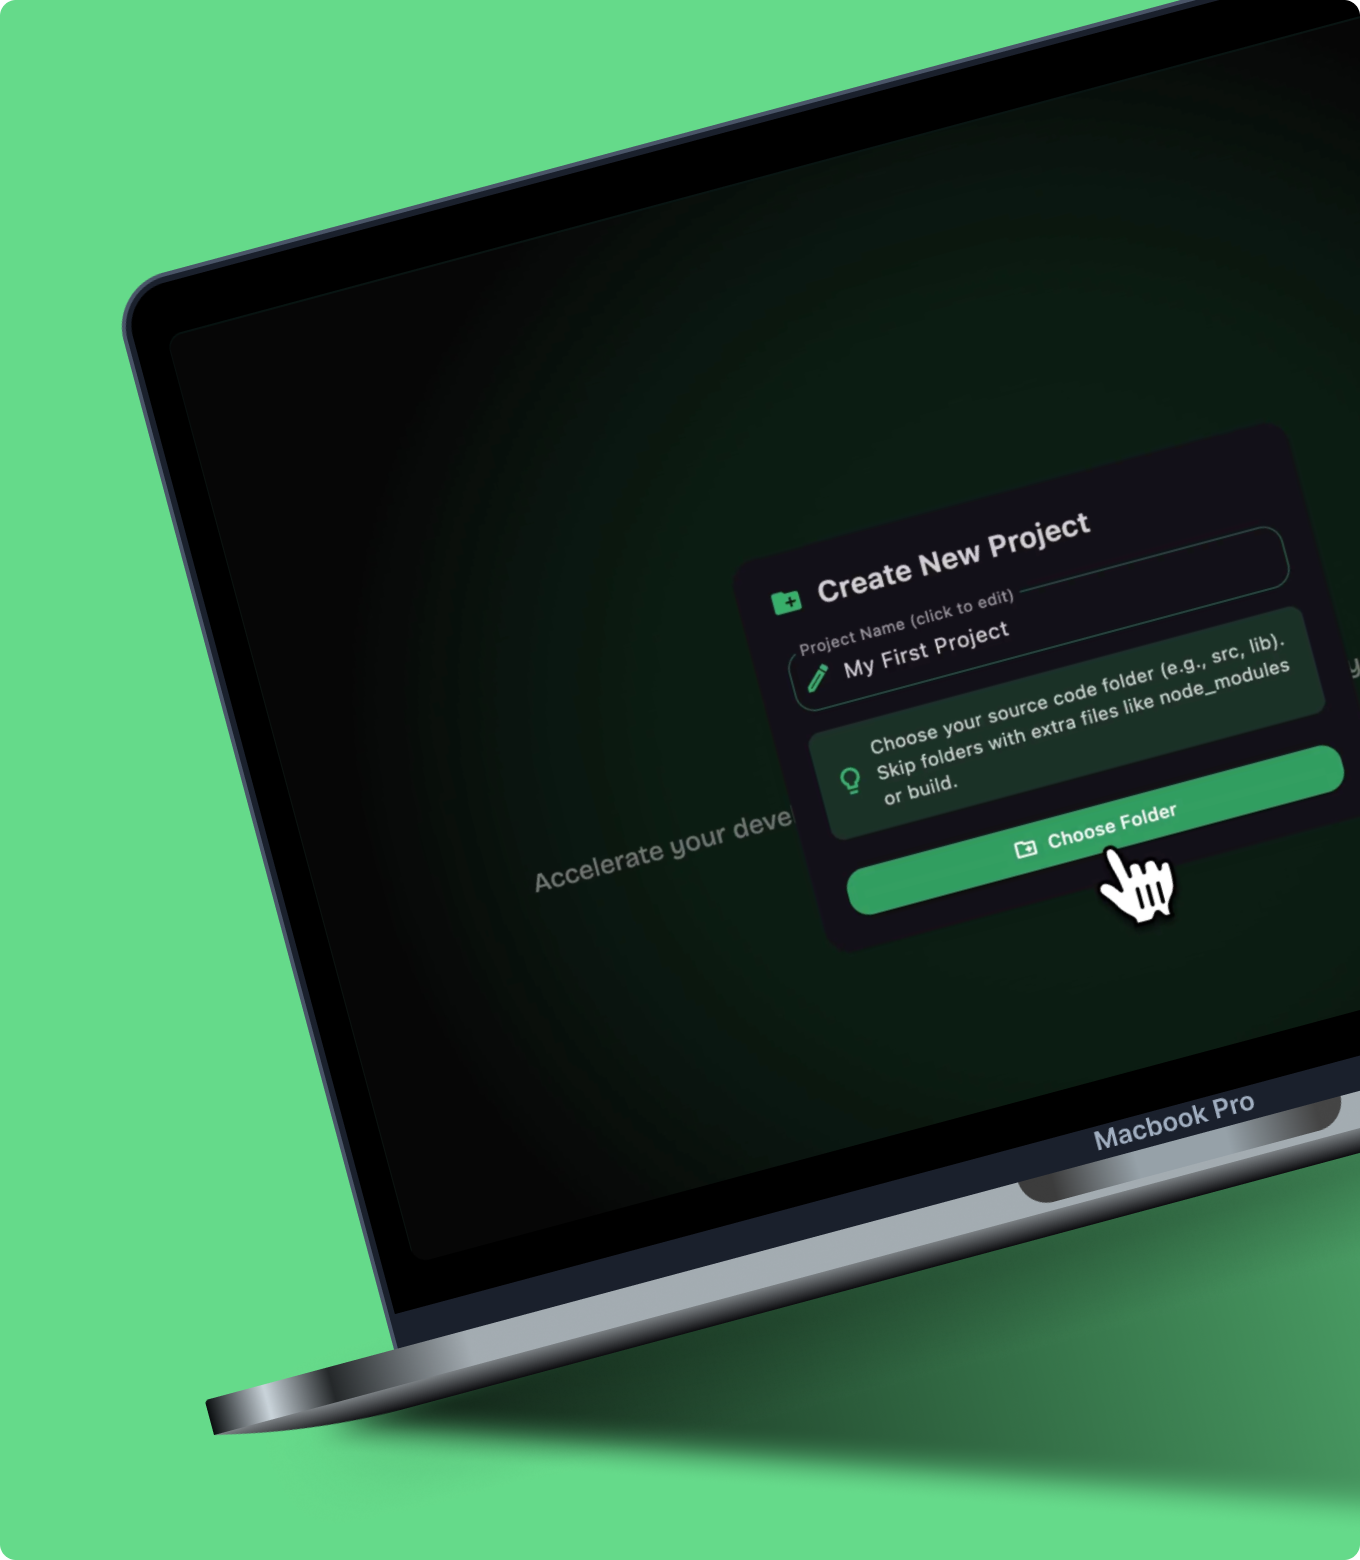 Create New Project
Project Name (click to edit)
My First Project
Choose your source code folder (e.g., src, lib).
Skip folders with extra files like node_modules
or build.
Accelerate your deve
Choose Folder
Macbook Pro